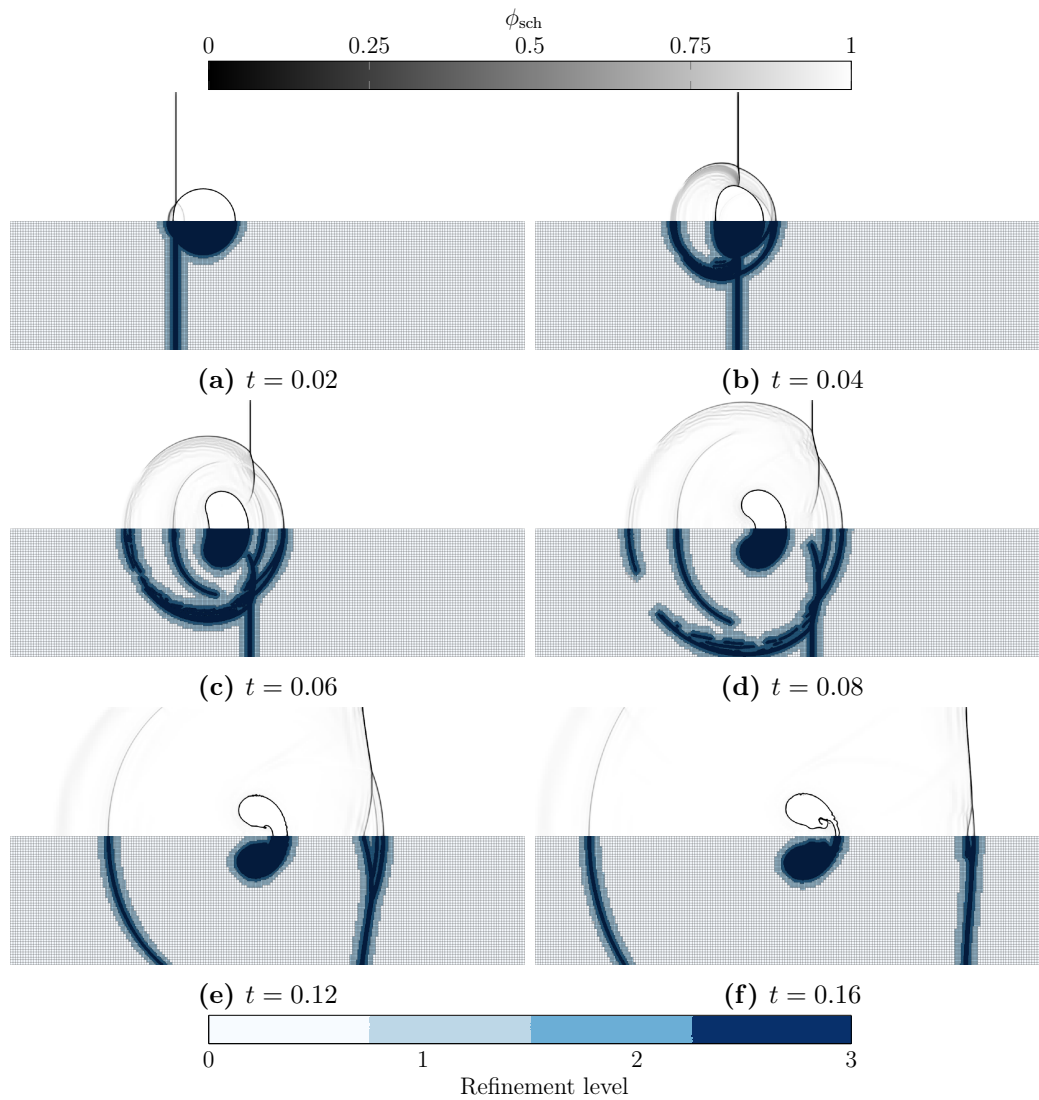 ϕsch
0 0.25 0.5 0.75 1
(a) t = 0.02 (b) t = 0.04
(c) t = 0.06 (d) t = 0.08
(e) t = 0.12 (f) t = 0.16
0 1 2 3
Refinement level